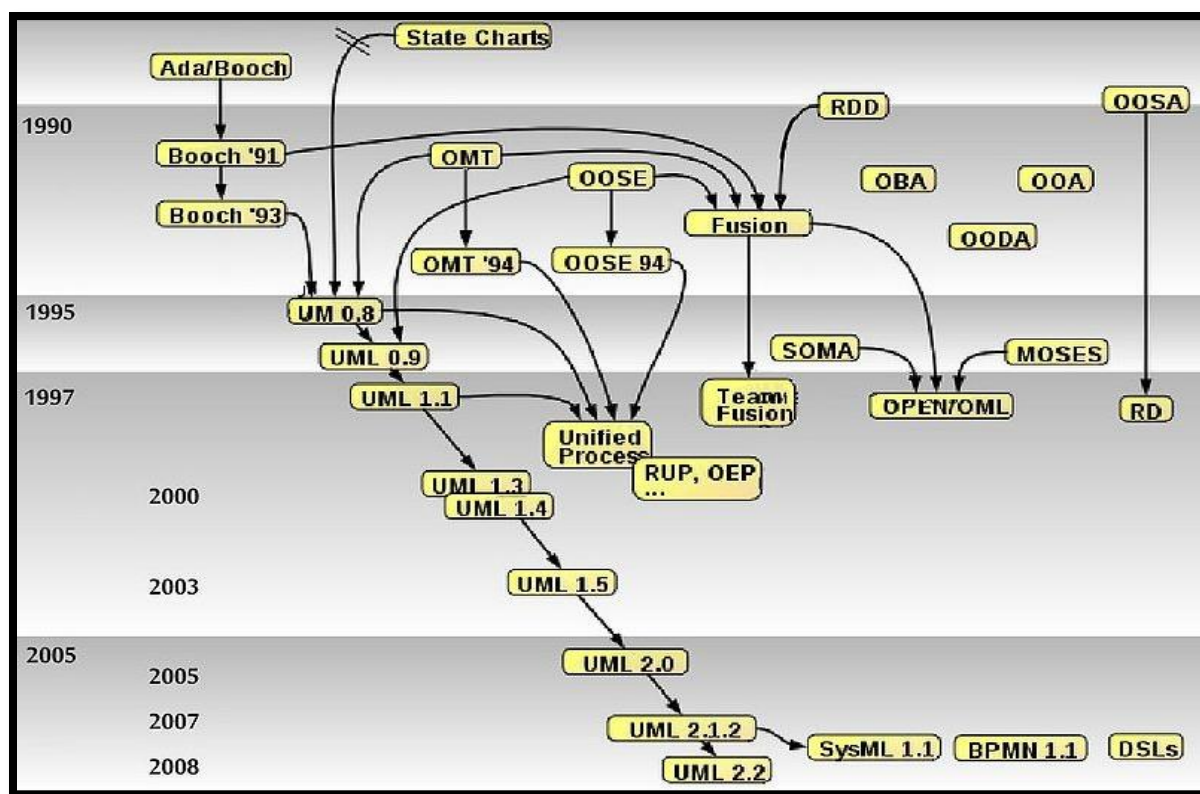 State Charts
Ada/Booch
RDD
OOSA
1990
Booch '91
OMT
OOSE
OBA
OOA
Booch '93
Fusion
OODA
OMT '94
OOSE 94
1995
UM 0.8
SOMA
MOSES
UML 0.9
1997
UML 1.1
Team
Fusion
OPEN/OML
RD
Unified
Process
RUP, OEP
...
UML 1.3
2000
UML 1.4
2003
UML 1.5
2005
UML 2.0
2005
2007
UML 2.1.2
SysML 1.1
BPMN 1.1
DSLs
2008
UML 2.2